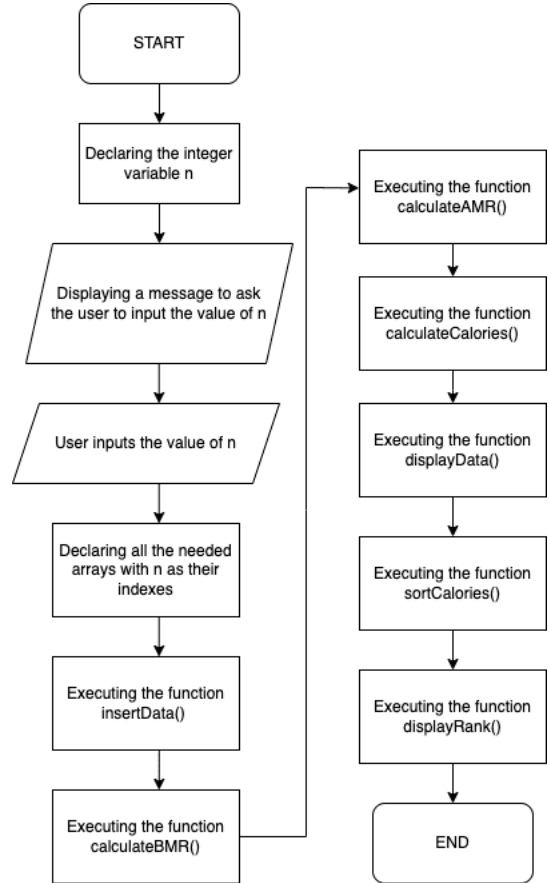 START
Declaring the integer
variable n
Displaying a message to ask
the user to input the value of n
User inputs the value of n
Declaring all the needed
arrays with n as their
indexes
Executing the function
insertData()
Executing the function
calculateBMR()
Executing the function
calculateAMR()
Executing the function
calculateCalories()
Executing the function
displayData()
Executing the function
sortCalories()
Executing the function
displayRank()
END